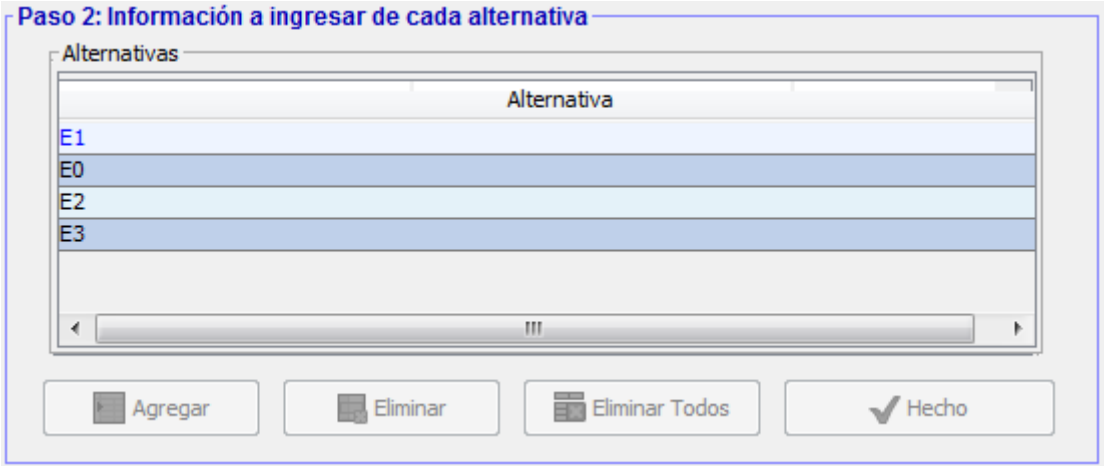 Paso 2: Información a ingresar de cada alternativa
Alternativas
Alternativa
E1
E0
E2
E3
Agregar Eliminar Eliminar Todos Hecho